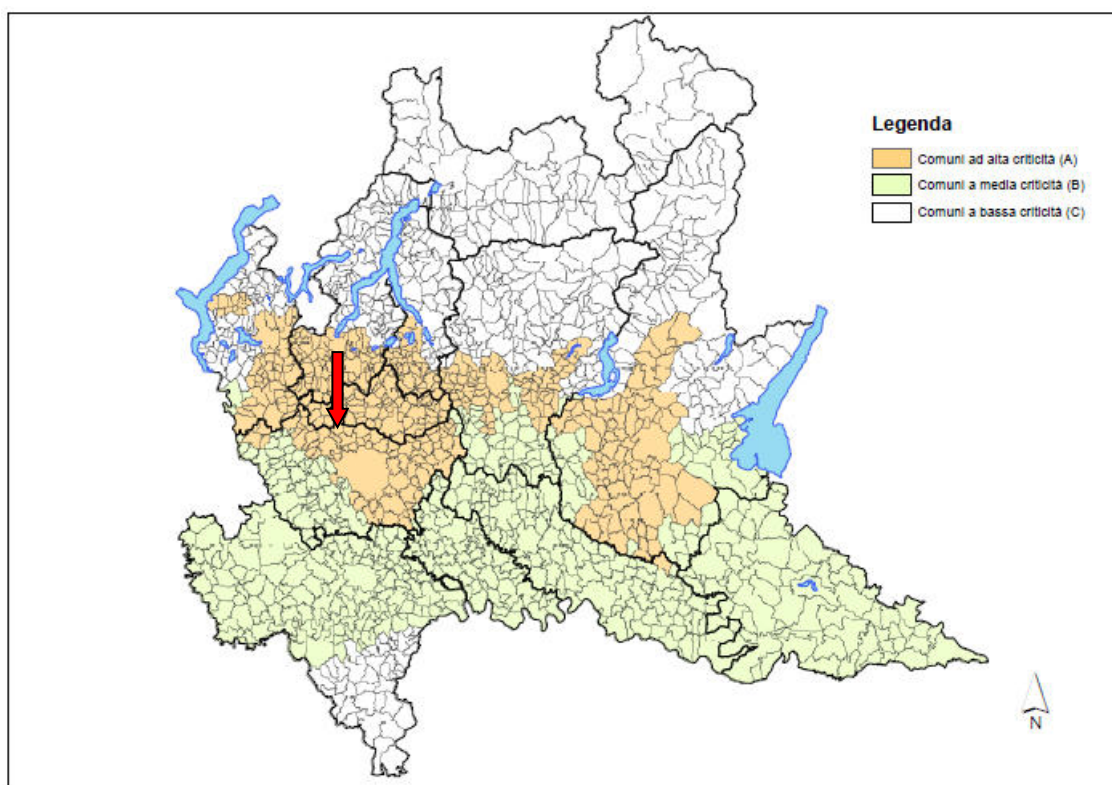 Legenda
Comuni ad alta criticità (A)
Comuni a media criticità (B)
Comuni a bassa criticità (C)
N